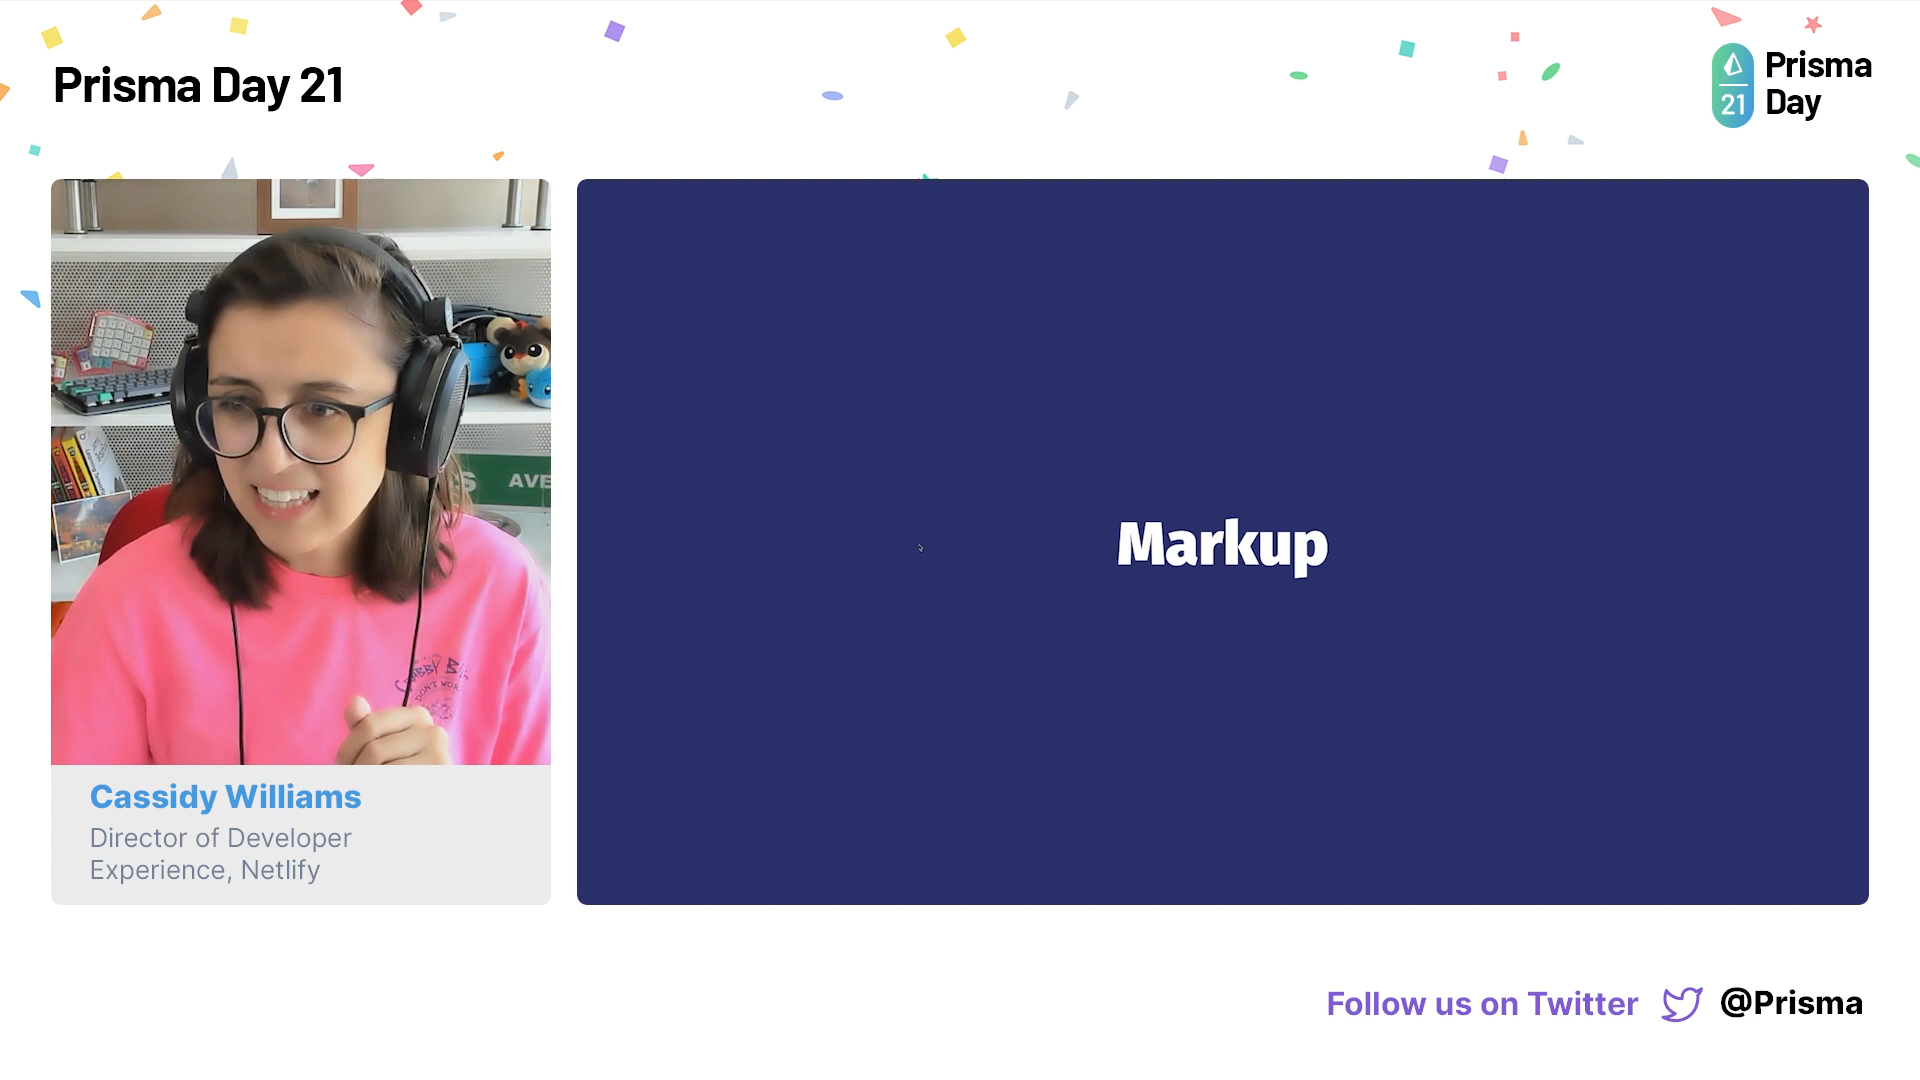 Prisma Day 21
21
Prisma
Day
S AVE
Markup
Cassidy Williams
Director of Developer
Experience, Netlify
Follow us on Twitter @Prisma